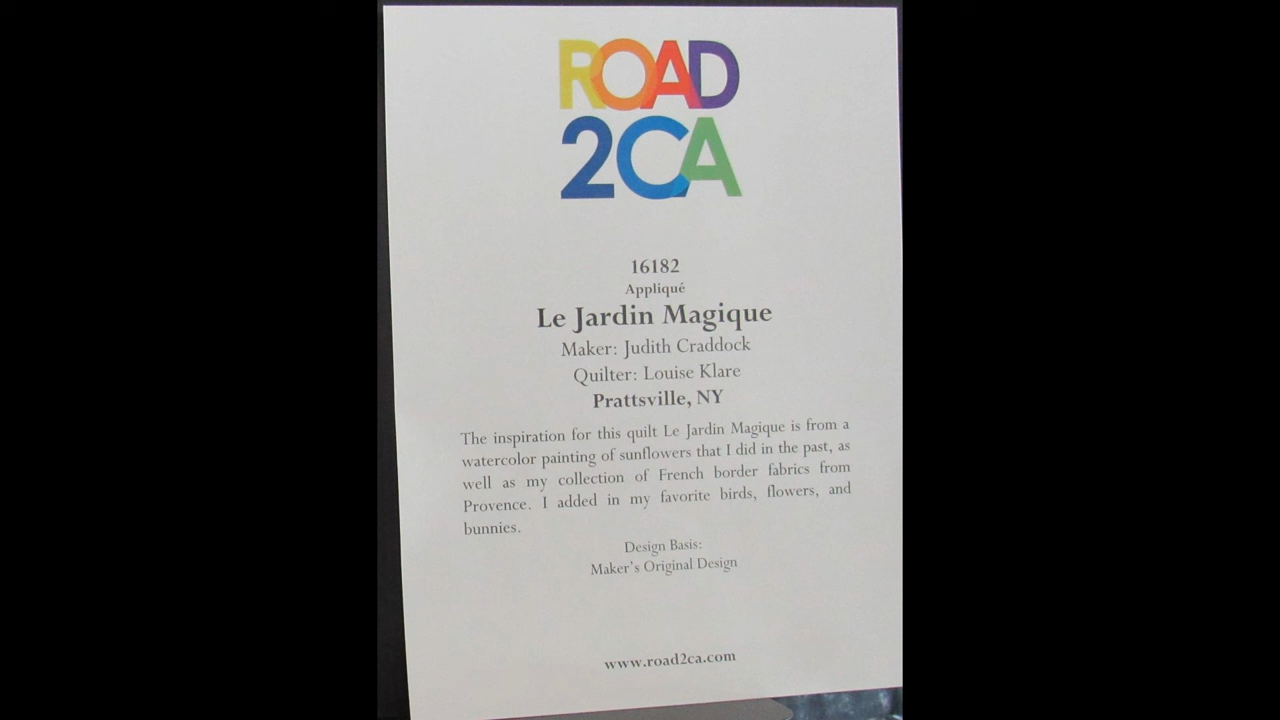 ROAD
2CA
16182
Appliqué
Le Jardin Magique
Maker: Judith Craddock
Quilter: Louise Klare
Prattsville, NY
The inspiration for this quilt Le Jardin Magique is from a
watercolor painting of sunflowers that I did in the past, as
well as my collection of French border fabrics from
Provence. I added in my favorite birds, flowers, and
bunnies.
Design Basis:
Maker's Original Design
www.road2ca.com